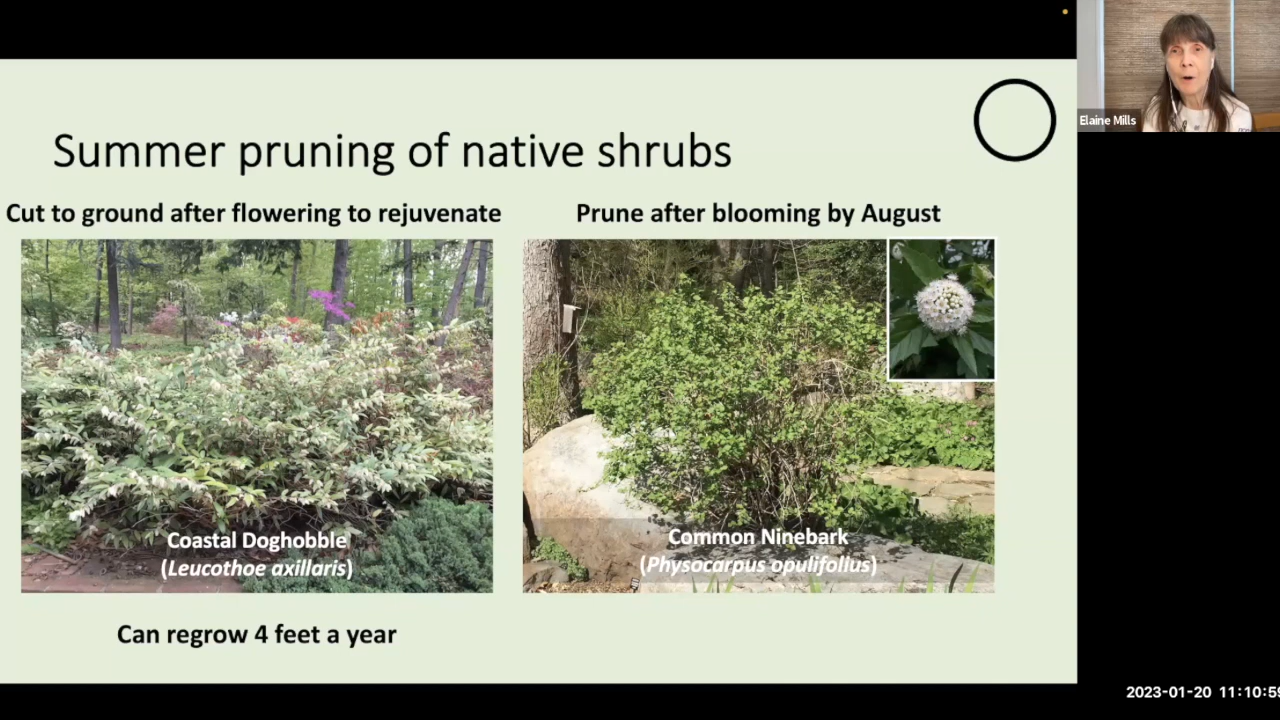 Elaine Mills
Summer pruning of native shrubs
Cut to ground after flowering to rejuvenate
Prune after blooming by August
Coastal Doghobble
(Leucothoe axillaris)
Common Ninebark
(Physocarpus opulifolius)
Can regrow 4 feet a year
2023-01-20 11:10:59